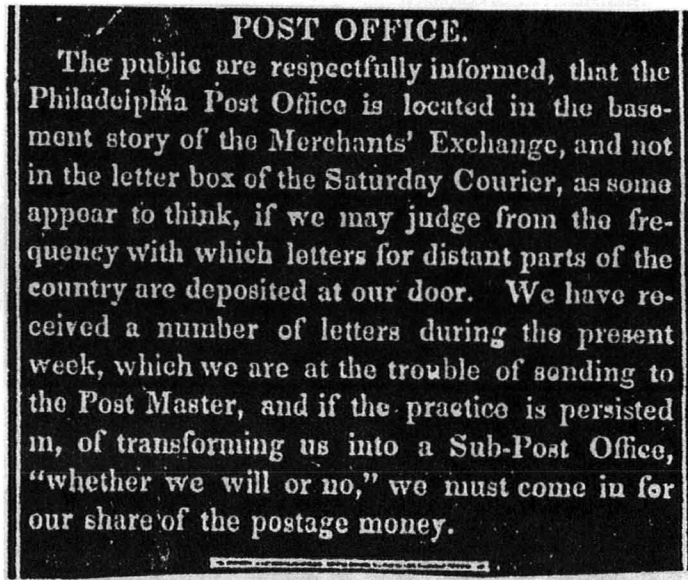 POST OFFICE.
The public are respectfully informed, that the
Philadelphia Post Office is located in the base-
ment story of the Merchants' Exchange, and not
in the letter box of the Saturday Courier, as some
appear to think, if we may judge from the fre-
quency with which letters for distant parts of the
country are deposited at our door. We have re-
ceived a number of letters during the present
week, which we are at the trouble of sending to
the Post Master, and if the practice is persisted
in, of transforming us into a Sub-Post Office,
"whether we will or no," we must come in for
our share of the postage money.